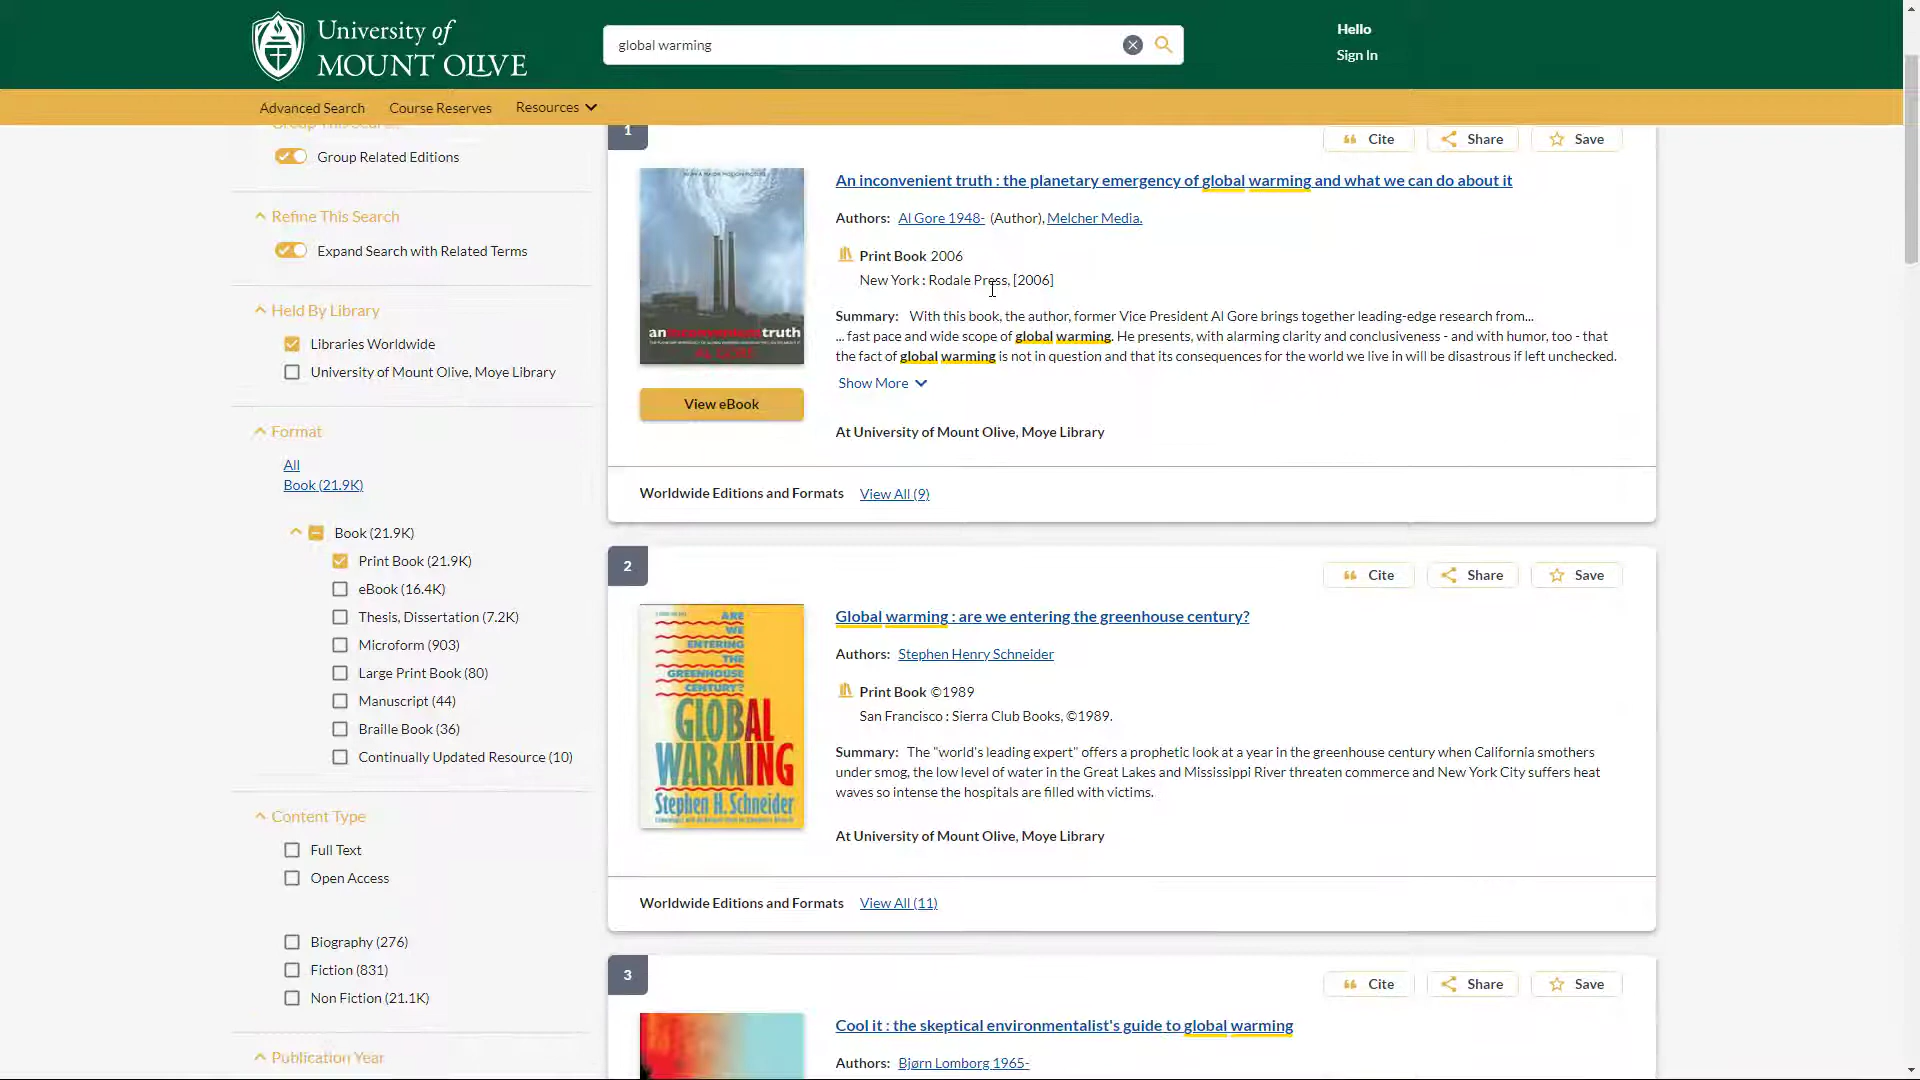 University of
MOUNT OLIVE
global warming
Hello
Sign In
Advanced Search
Course Reserves
Resources
Group Related Editions
Refine This Search
Expand Search with Related Terms
Held By Library
Libraries Worldwide
University of Mount Olive, Moye Library
Format
All
Book (21.9K)
Book (21.9K)
Print Book (21.9K)
eBook (16.4K)
Thesis, Dissertation (7.2K)
Microform (903)
Large Print Book (80)
Manuscript (44)
Braille Book (36)
Continually Updated Resource (10)
Content Type
Full Text
Open Access
Biography (276)
Fiction (831)
Non Fiction (21.1K)
Publication Year
1
Cite
Share
Save
an inconvenient truth
AL GORE
View eBook
An inconvenient truth : the planetary emergency of global warming and what we can do about it
Authors: Al Gore 1948- (Author), Melcher Media.
Print Book 2006
New York : Rodale Press, [2006]
Summary: With this book, the author, former Vice President Al Gore brings together leading-edge research from...
... fast pace and wide scope of global warming. He presents, with alarming clarity and conclusiveness - and with humor, too - that
the fact of global warming is not in question and that its consequences for the world we live in will be disastrous if left unchecked.
Show More
At University of Mount Olive, Moye Library
Worldwide Editions and Formats View All (9)
2
Cite
Share
Save
ARE
WE
ENTERING
THE
GREENHOUSE
CENTURY?
GLOBAL
WARMING
Stephen H. Schneider
Global warming : are we entering the greenhouse century?
Authors: Stephen Henry Schneider
Print Book ©1989
San Francisco : Sierra Club Books, ©1989.
Summary: The "world's leading expert" offers a prophetic look at a year in the greenhouse century when California smothers
under smog, the low level of water in the Great Lakes and Mississippi River threaten commerce and New York City suffers heat
waves so intense the hospitals are filled with victims.
At University of Mount Olive, Moye Library
Worldwide Editions and Formats View All (11)
3
Cite
Share
Save
Cool it : the skeptical environmentalist's guide to global warming
Authors: Bjørn Lomborg 1965-